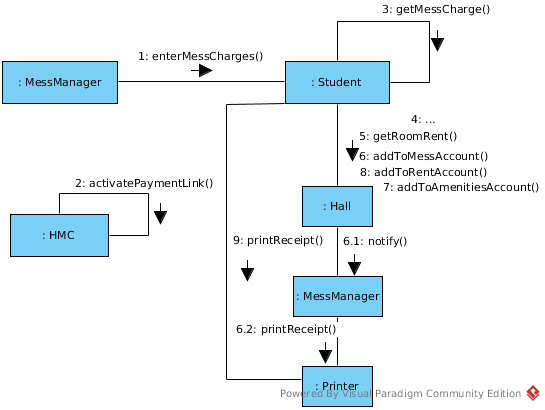 3: getMessCharge()
1: enterMessCharges()
: MessManager
: Student
4: ...
5: getRoomRent()
6: addToMessAccount()
8: addToRentAccount()
7: addToAmenitiesAccount()
2: activatePaymentLink()
: Hall
: HMC
9: printReceipt()
6.1: notify()
: MessManager
6.2: printReceipt()
: Printer
Powered By Visual Paradigm Community Edition